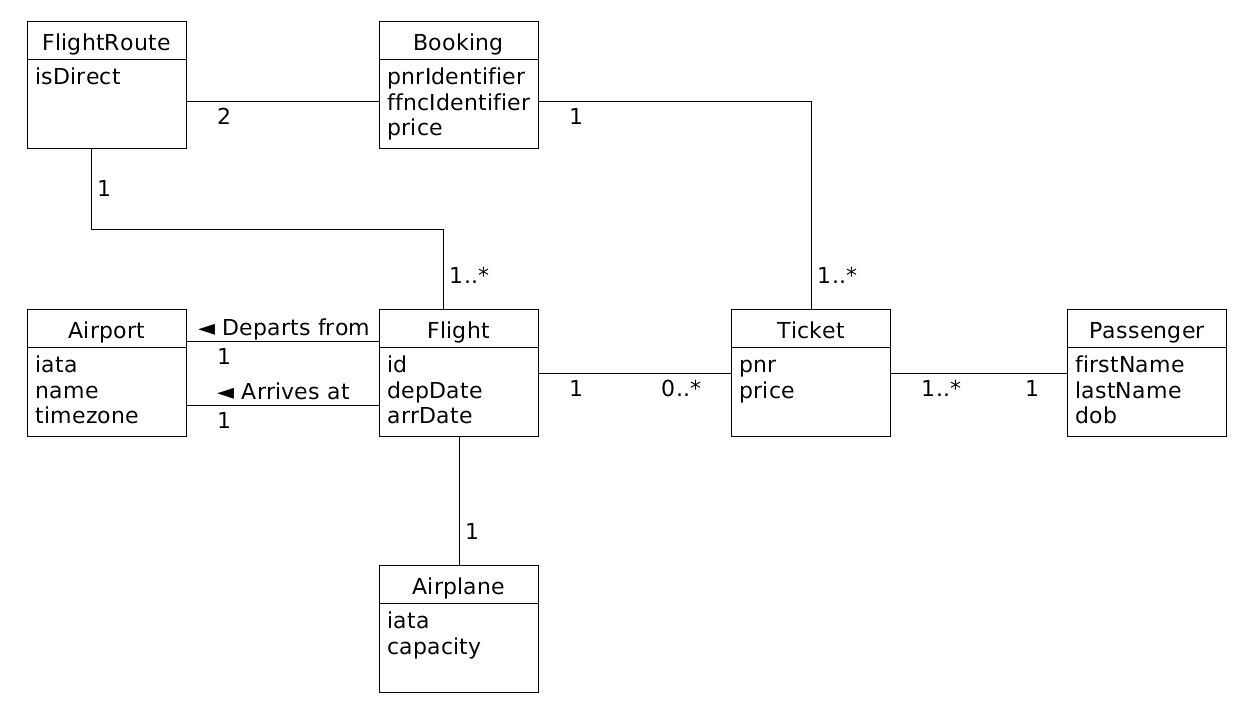 FlightRoute
isDirect
Booking
pnrIdentifier
ffncIdentifier
price
2
1
1
1..*
1..*
Airport
iata
name
timezone
◄ Departs from
1
◄ Arrives at
1
Flight
id
depDate
arrDate
1
0..*
Ticket
pnr
price
1..*
1
Passenger
firstName
lastName
dob
1
Airplane
iata
capacity